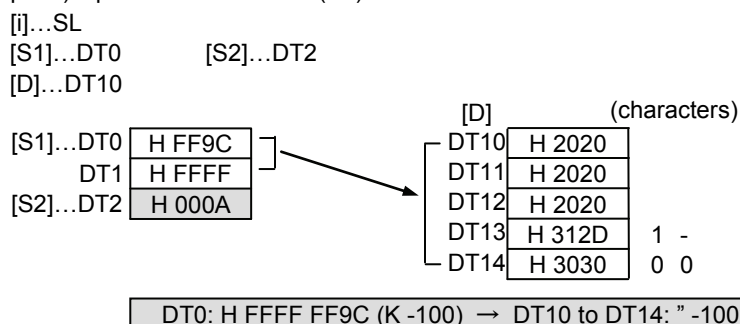 [i]…SL
[S1]…DT0 [S2]…DT2
[D]…DT10
[D] (characters)
[S1]…DT0 H FF9C DT10 H 2020
DT1 H FFFF DT11 H 2020
[S2]…DT2 H 000A DT12 H 2020
DT13 H 312D 1 -
DT14 H 3030 0 0
DT0: H FFFF FF9C (K -100) → DT10 to DT14: ” -100